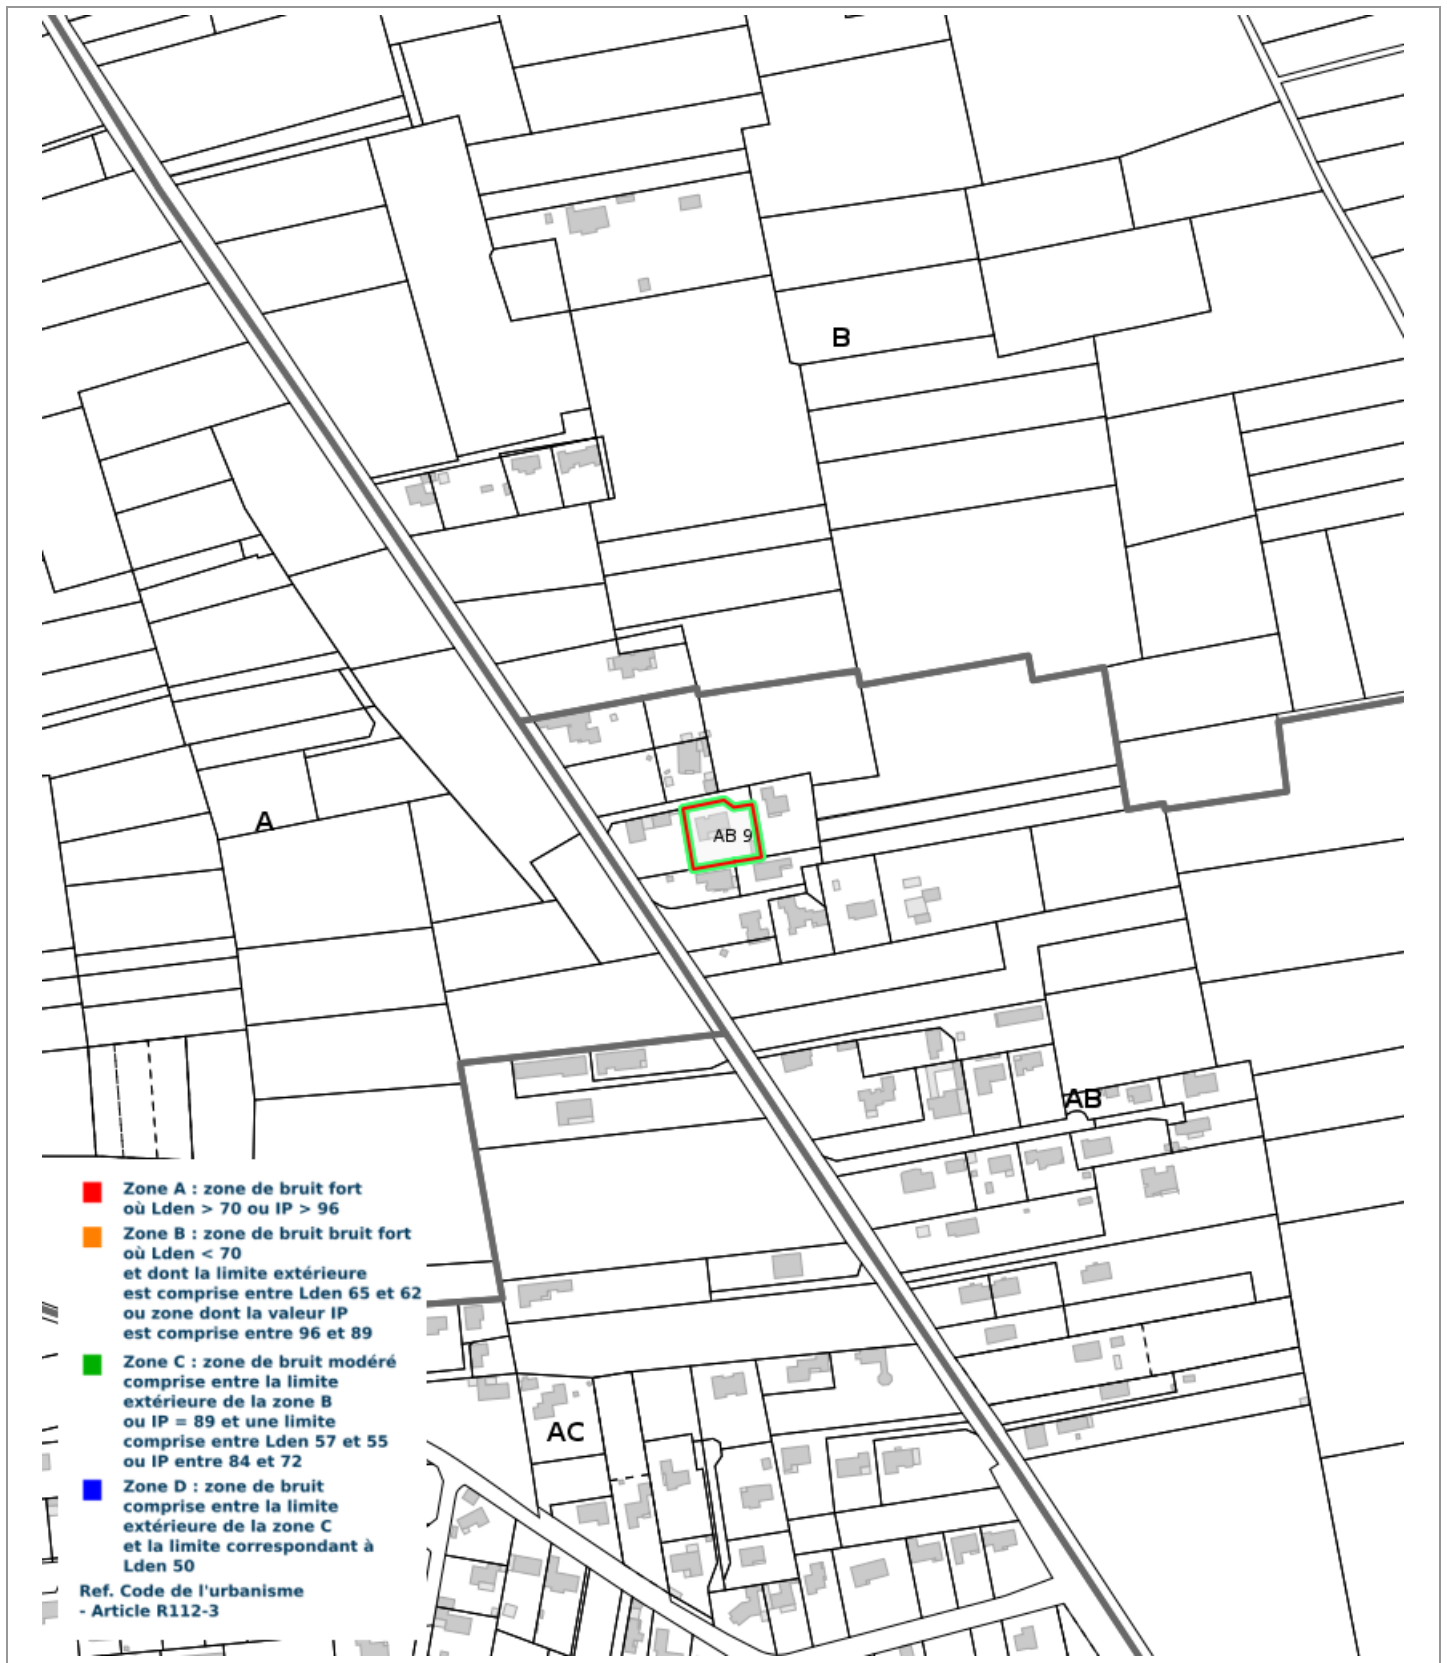 B
A
AB 9
AB
AC
Zone A : zone de bruit fort
où Lden > 70 ou IP > 96
Zone B : zone de bruit bruit fort
où Lden < 70
et dont la limite extérieure
est comprise entre Lden 65 et 62
ou zone dont la valeur IP
est comprise entre 96 et 89
Zone C : zone de bruit modéré
comprise entre la limite
extérieure de la zone B
ou IP = 89 et une limite
comprise entre Lden 57 et 55
ou IP entre 84 et 72
Zone D : zone de bruit
comprise entre la limite
extérieure de la zone C
et la limite correspondant à
Lden 50
Ref. Code de l'urbanisme
- Article R112-3